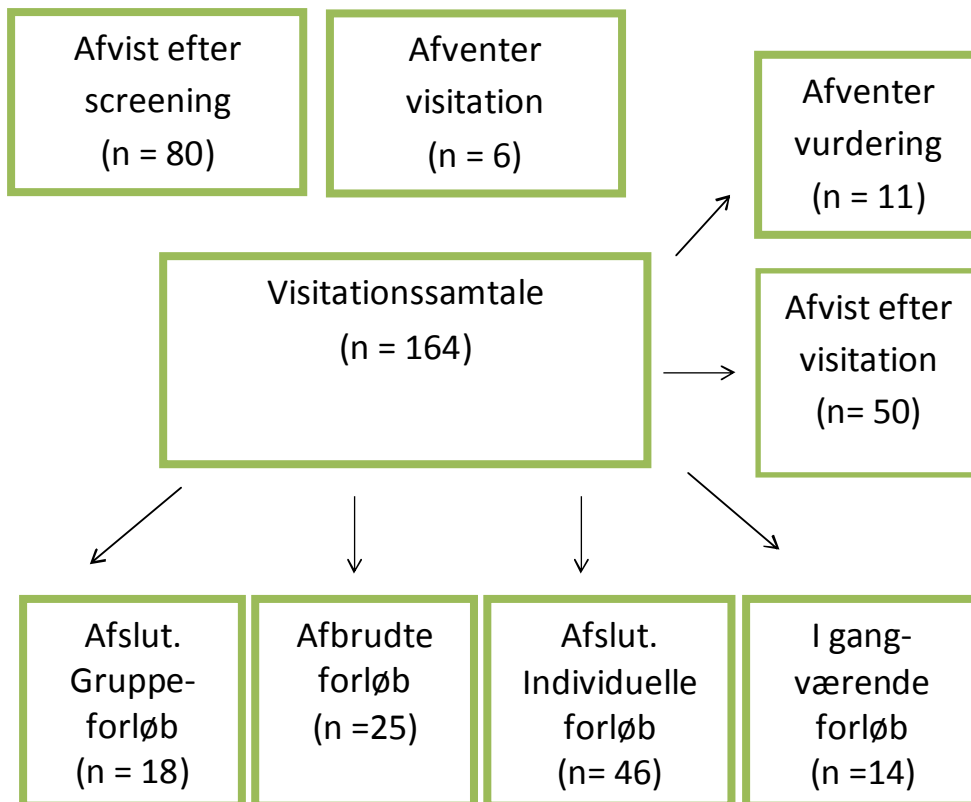 Afvist efter
screening
(n = 80)
Afventer
visitation
(n = 6)
Afventer
vurdering
(n = 11)
Visitationssamtale
(n = 164)
Afvist efter
visitation
(n= 50)
Afslut.
Gruppe-
forløb
(n = 18)
Afbrudte
forløb
(n =25)
Afslut.
Individuelle
forløb
(n= 46)
I gang-
værende
forløb
(n =14)